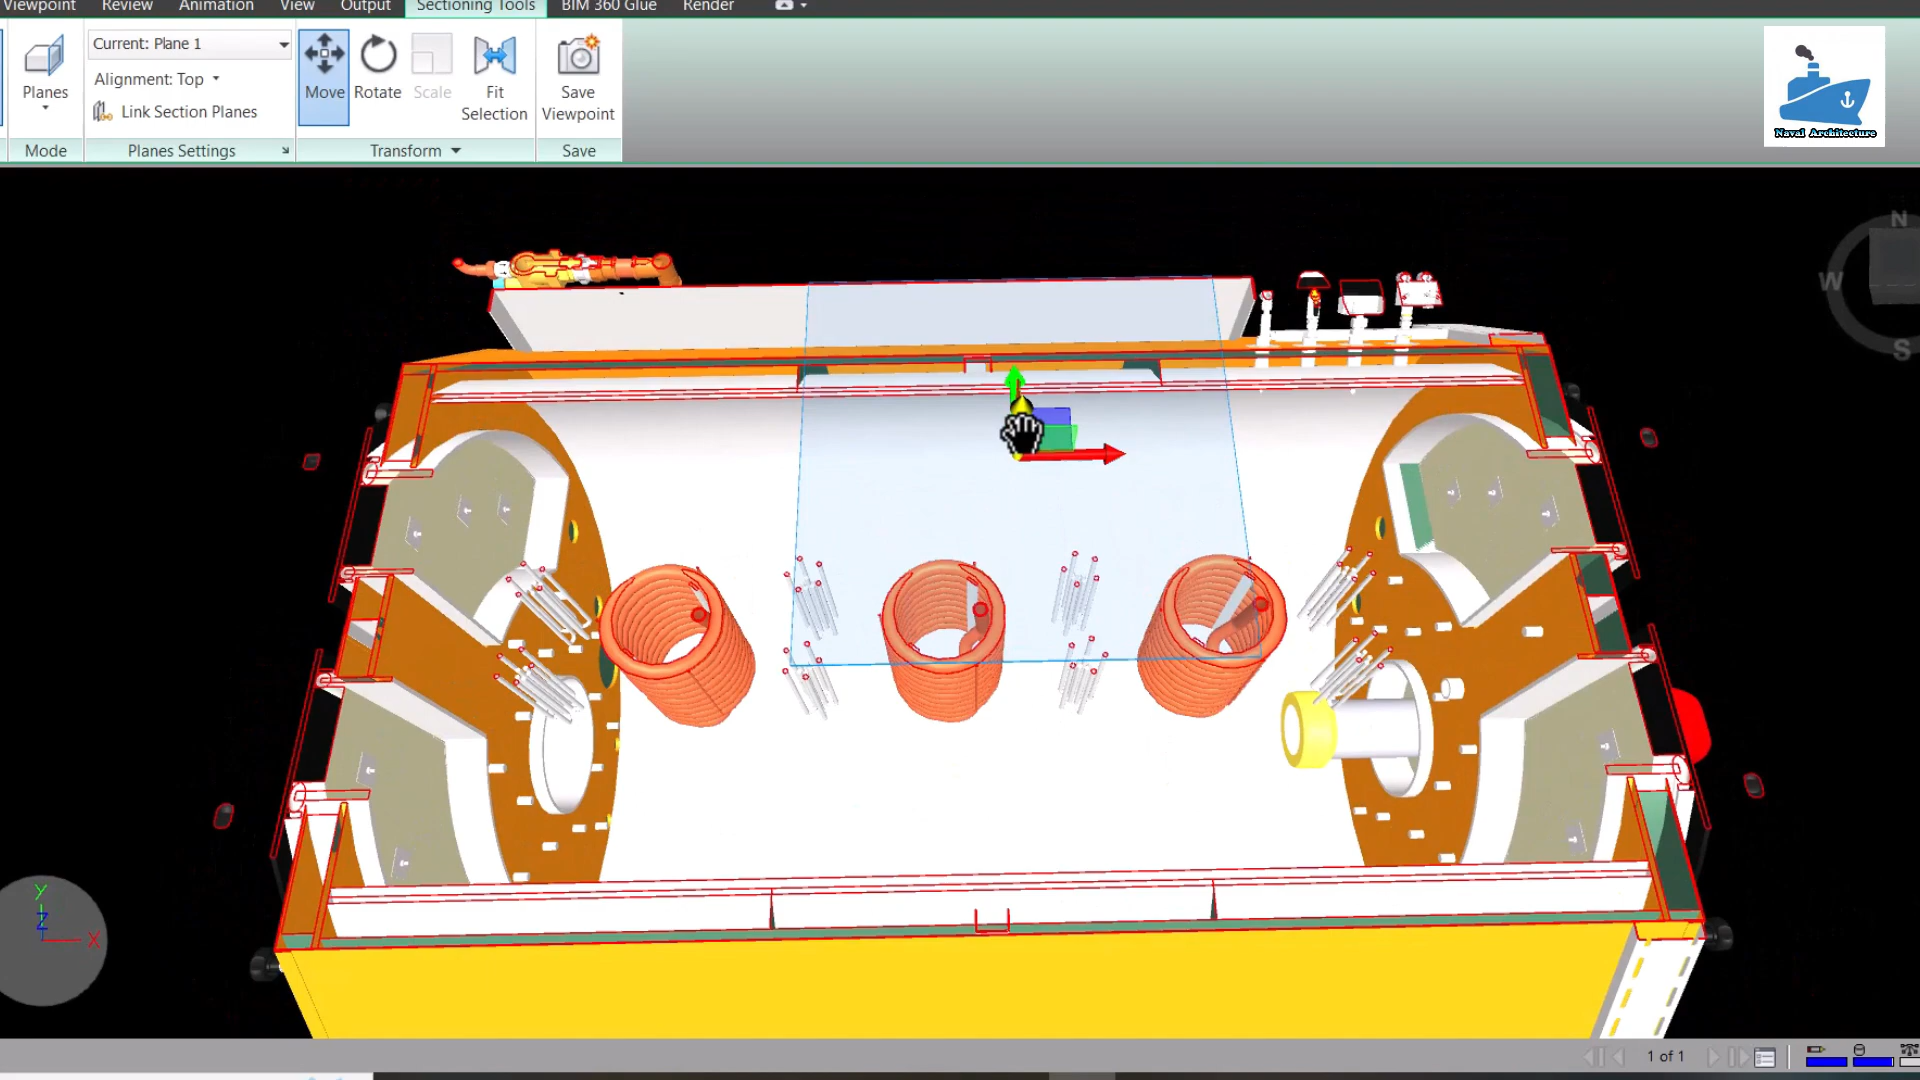 Viewpoint Review Animation View Output Sectioning Tools BIM 360 Glue Render
Planes
Mode
Current: Plane 1
Alignment: Top
Link Section Planes
Planes Settings
Move Rotate Scale Fit Selection
Transform
Save Viewpoint
Save
Naval Architecture
N
W
S
Y
Z
X
1 of 1